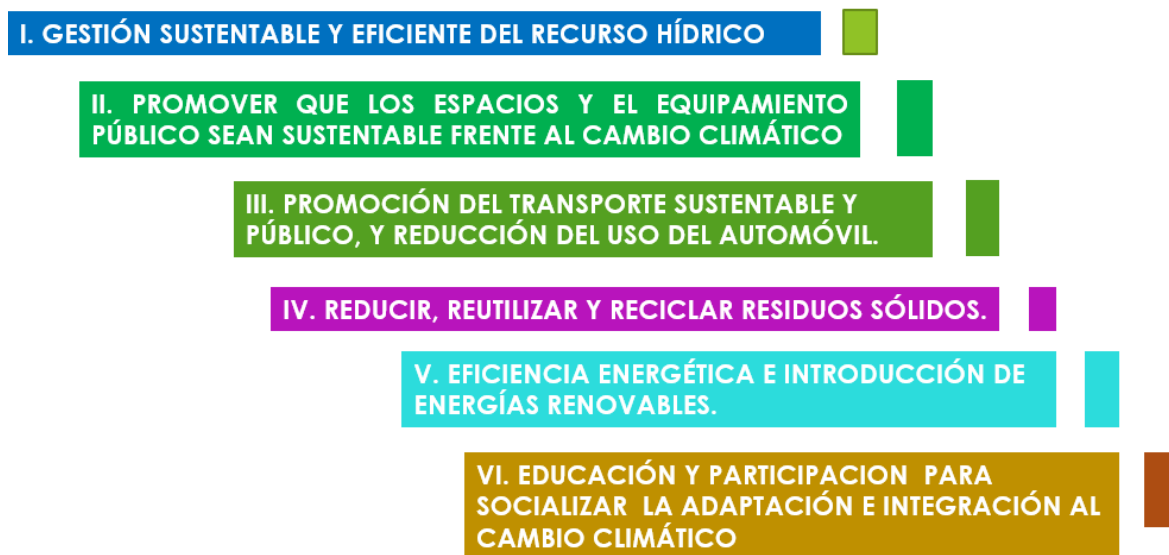 I. GESTIÓN SUSTENTABLE Y EFICIENTE DEL RECURSO HÍDRICO
II. PROMOVER QUE LOS ESPACIOS Y EL EQUIPAMIENTO
PÚBLICO SEAN SUSTENTABLE FRENTE AL CAMBIO CLIMÁTICO
III. PROMOCIÓN DEL TRANSPORTE SUSTENTABLE Y
PÚBLICO, Y REDUCCIÓN DEL USO DEL AUTOMÓVIL.
IV. REDUCIR, REUTILIZAR Y RECICLAR RESIDUOS SÓLIDOS.
V. EFICIENCIA ENERGÉTICA E INTRODUCCIÓN DE
ENERGÍAS RENOVABLES.
VI. EDUCACIÓN Y PARTICIPACION PARA
SOCIALIZAR LA ADAPTACIÓN E INTEGRACIÓN AL
CAMBIO CLIMÁTICO